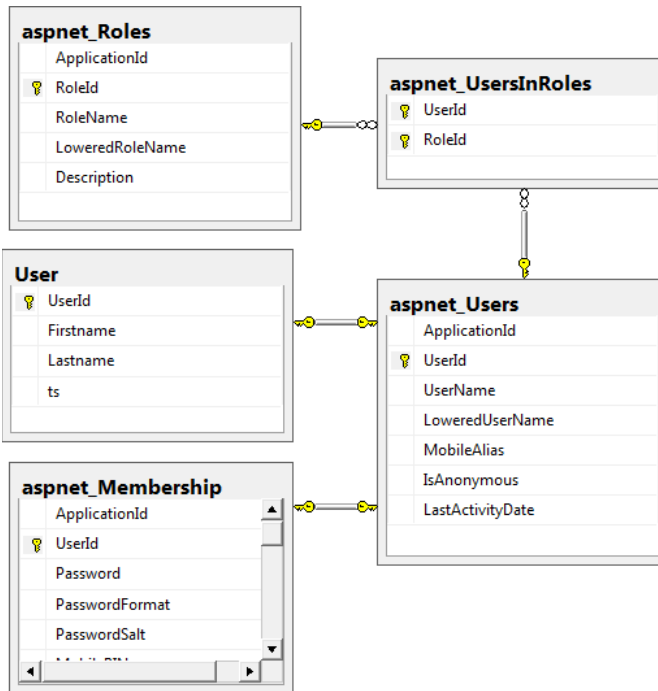 aspnet_Roles
ApplicationId
RoleId
RoleName
LoweredRoleName
Description
aspnet_UsersInRoles
UserId
RoleId
User
UserId
Firstname
Lastname
ts
aspnet_Users
ApplicationId
UserId
UserName
LoweredUserName
MobileAlias
IsAnonymous
LastActivityDate
aspnet_Membership
ApplicationId
UserId
Password
PasswordFormat
PasswordSalt